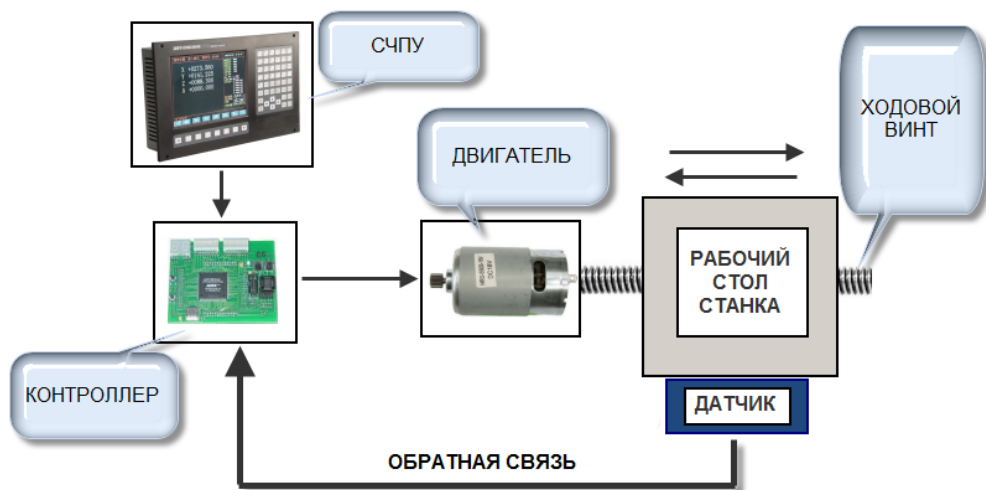 СЧПУ
ДВИГАТЕЛЬ
ХОДОВОЙ
ВИНТ
РАБОЧИЙ
СТОЛ
СТАНКА
КОНТРОЛЛЕР
ДАТЧИК
ОБРАТНАЯ СВЯЗЬ